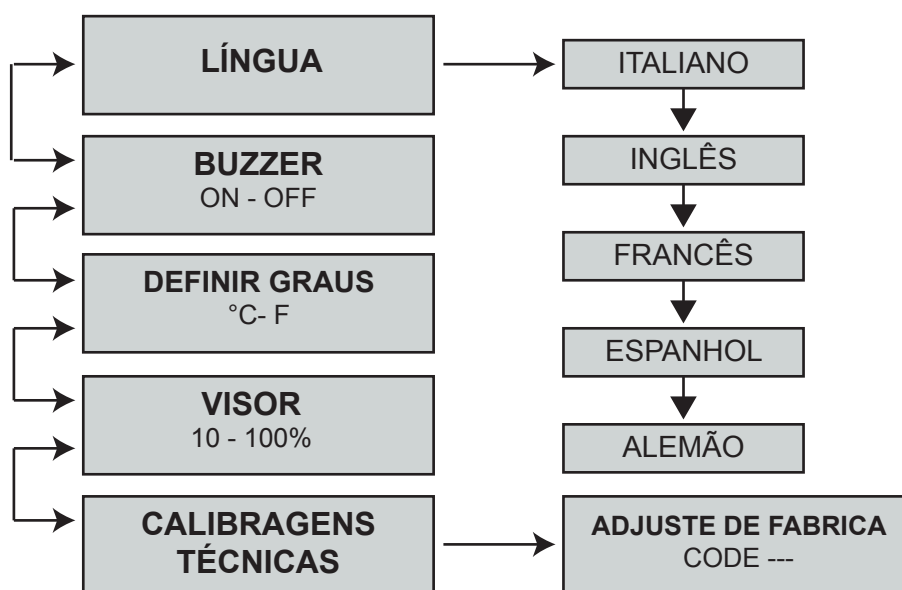 LÍNGUA
BUZZER
ON - OFF
DEFINIR GRAUS
°C- F
VISOR
10 - 100%
CALIBRAGENS
TÉCNICAS
ITALIANO
INGLÊS
FRANCÊS
ESPANHOL
ALEMÃO
ADJUSTE DE FABRICA
CODE ---